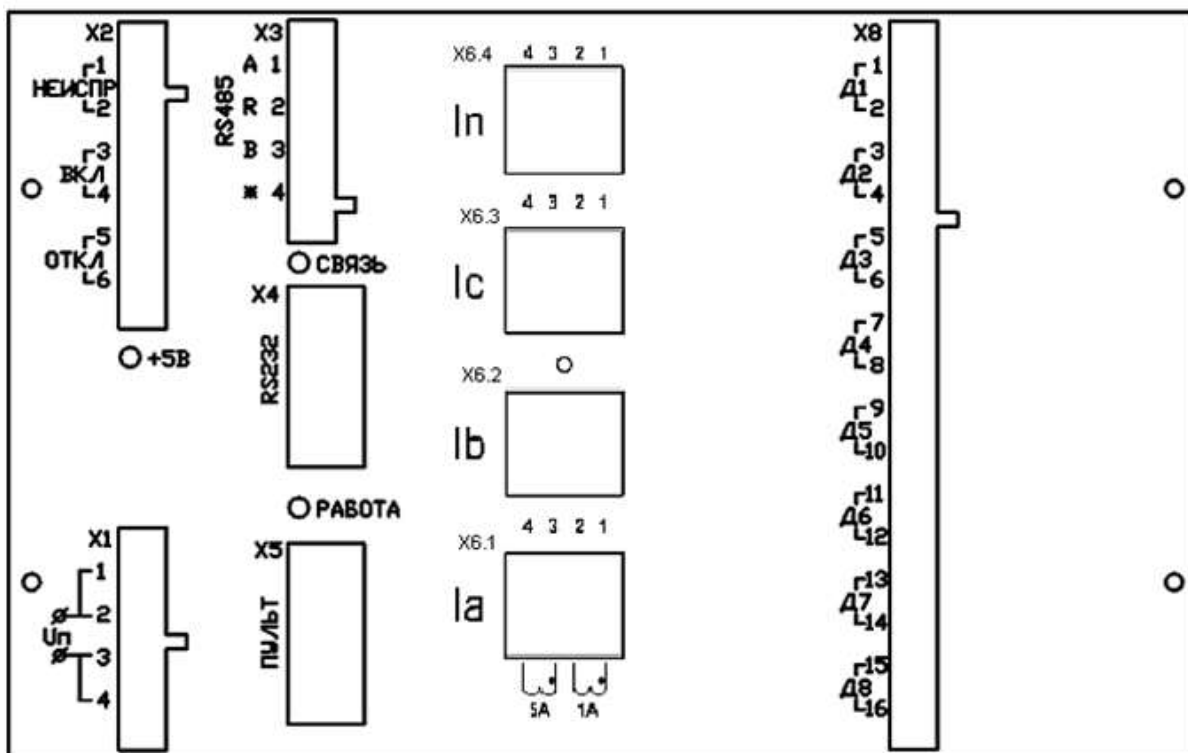 X2
1
НЕИСПР
2
3
ВКЛ
4
5
ОТКЛ
6
+5В
X1
1
2
Uп
3
4
X3
RS485
A 1
R 2
B 3
ж 4
СВЯЗЬ
X4
RS232
РАБОТА
X5
ПУЛЬТ
X6.4
4 3 2 1
In
X6.3
4 3 2 1
Ic
X6.2
Ib
X6.1
4 3 2 1
Ia
5A 1A
X8
1
Д1
2
3
Д2
4
5
Д3
6
7
Д4
8
9
Д5
10
11
Д6
12
13
Д7
14
15
Д8
16